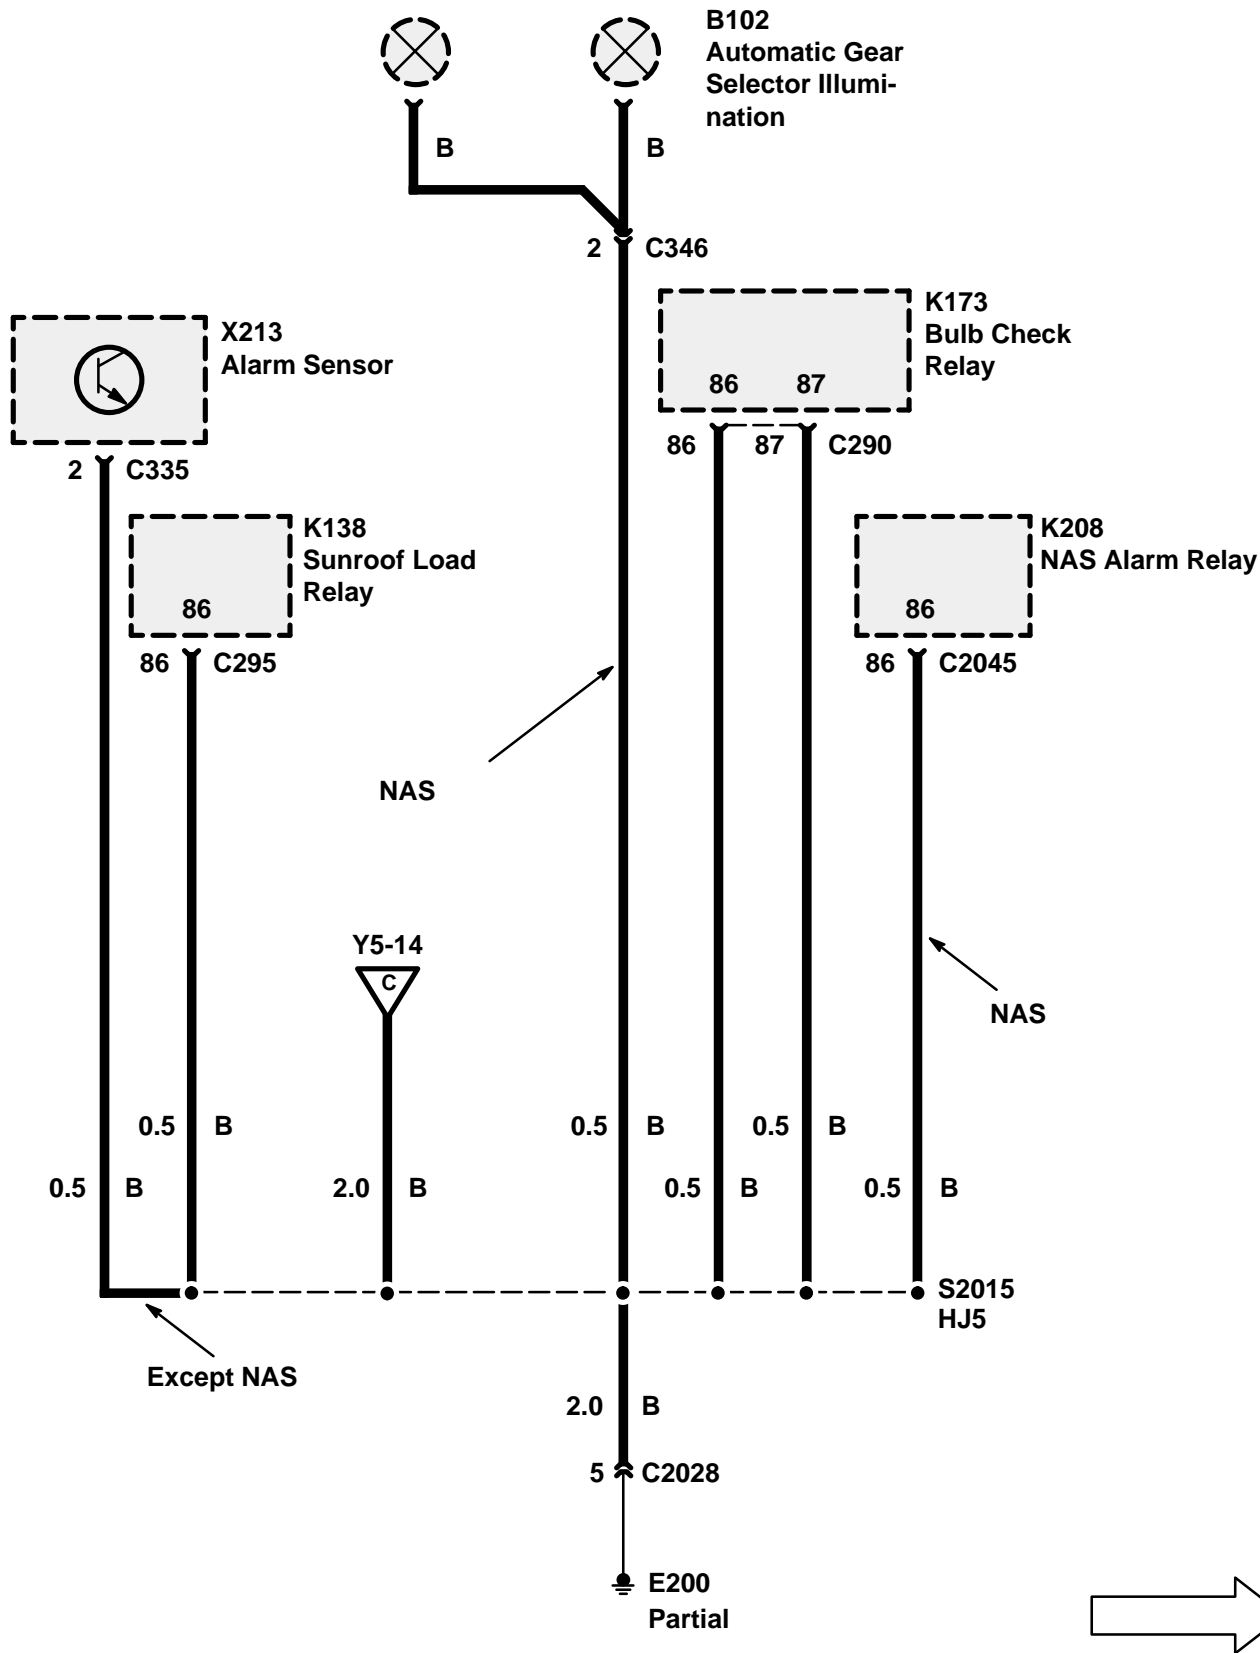 B102
Automatic Gear
Selector Illumi-
nation
B
B
2
C346
K173
Bulb Check
Relay
86
87
86
87
C290
X213
Alarm Sensor
2
C335
K138
Sunroof Load
Relay
86
86
C295
K208
NAS Alarm Relay
86
86
C2045
NAS
Y5-14
C
NAS
0.5
B
0.5
B
0.5
B
0.5
B
2.0
B
0.5
B
0.5
B
S2015
HJ5
Except NAS
2.0
B
5
C2028
E200
Partial